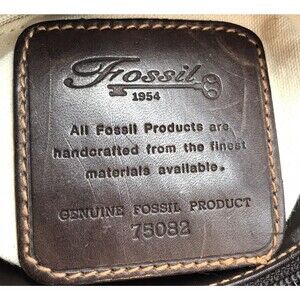 Fossil
1954
All Fossil Products are
handcrafted from the finest
materials available.
GENUINE FOSSIL PRODUCT
75082